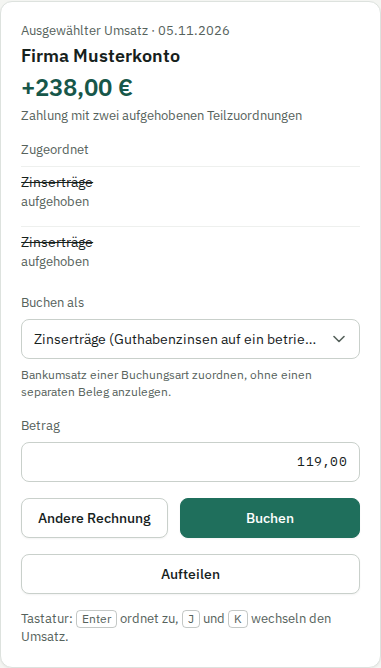 Ausgewählter Umsatz · 05.11.2026
Firma Musterkonto
+238,00 €
Zahlung mit zwei aufgehobenen Teilzuordnungen
Zugeordnet
Zinserträge
aufgehoben
Zinserträge
aufgehoben
Buchen als
Zinserträge (Guthabenzinsen auf ein betrie...
Bankumsatz einer Buchungsart zuordnen, ohne einen
separaten Beleg anzulegen.
Betrag
119,00
Andere Rechnung
Buchen
Aufteilen
Tastatur: Enter ordnet zu, J und K wechseln den
Umsatz.